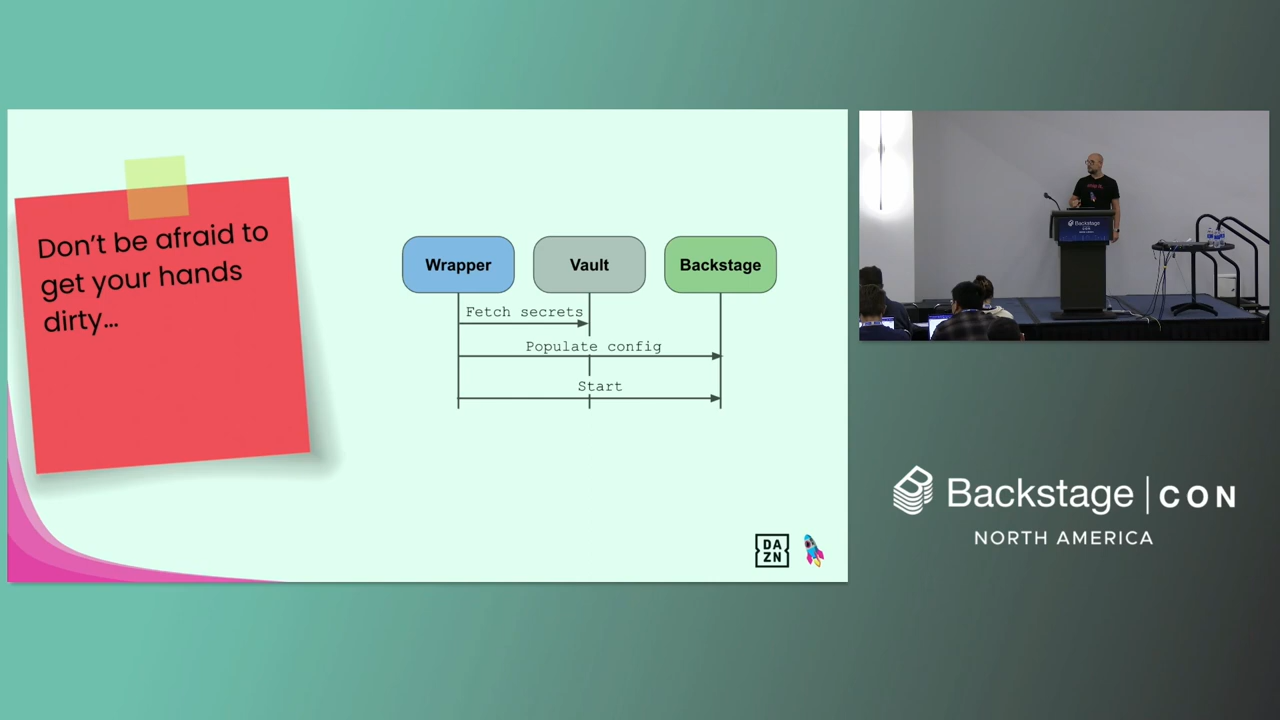 Don't be afraid to
get your hands
dirty...
Wrapper
Vault
Backstage
Fetch secrets
Populate config
Start
DA
ZN
Backstage
Backstage | CON
NORTH AMERICA